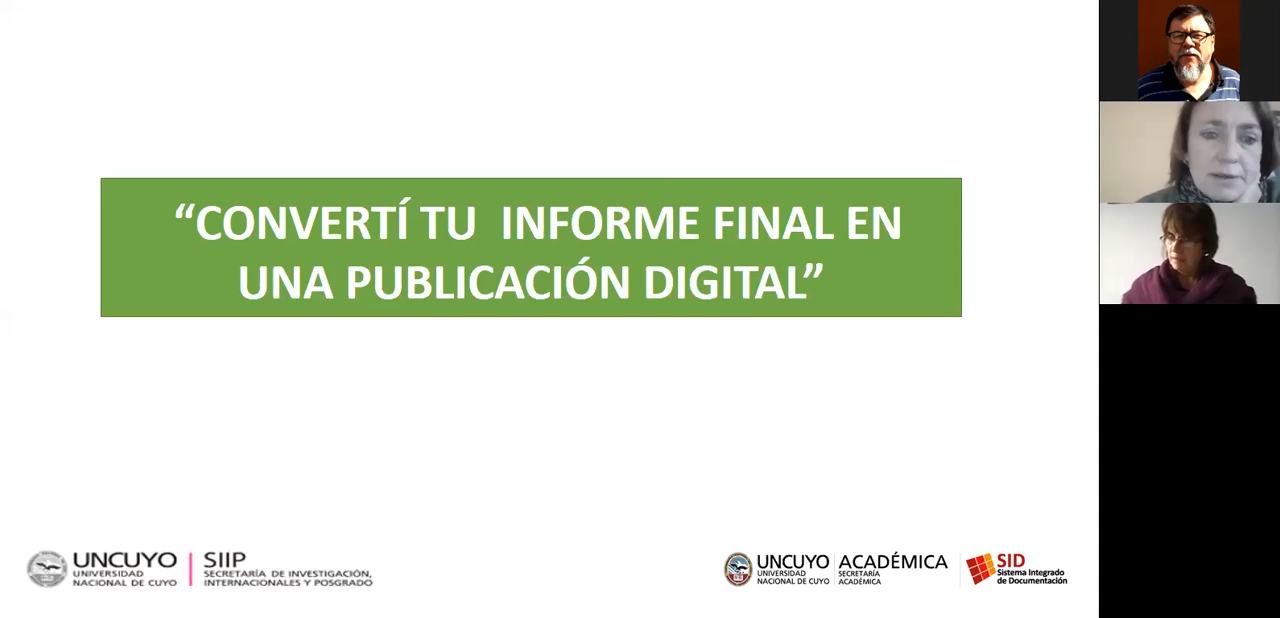 “CONVERTÍ TU INFORME FINAL EN
UNA PUBLICACIÓN DIGITAL”
UNCUYO
UNIVERSIDAD
NACIONAL DE CUYO
SIIP
SECRETARÍA DE INVESTIGACIÓN,
INTERNACIONALES Y POSGRADO
UNCUYO
UNIVERSIDAD
NACIONAL DE CUYO
ACADÉMICA
SECRETARÍA
ACADÉMICA
SID
Sistema Integrado
de Documentación